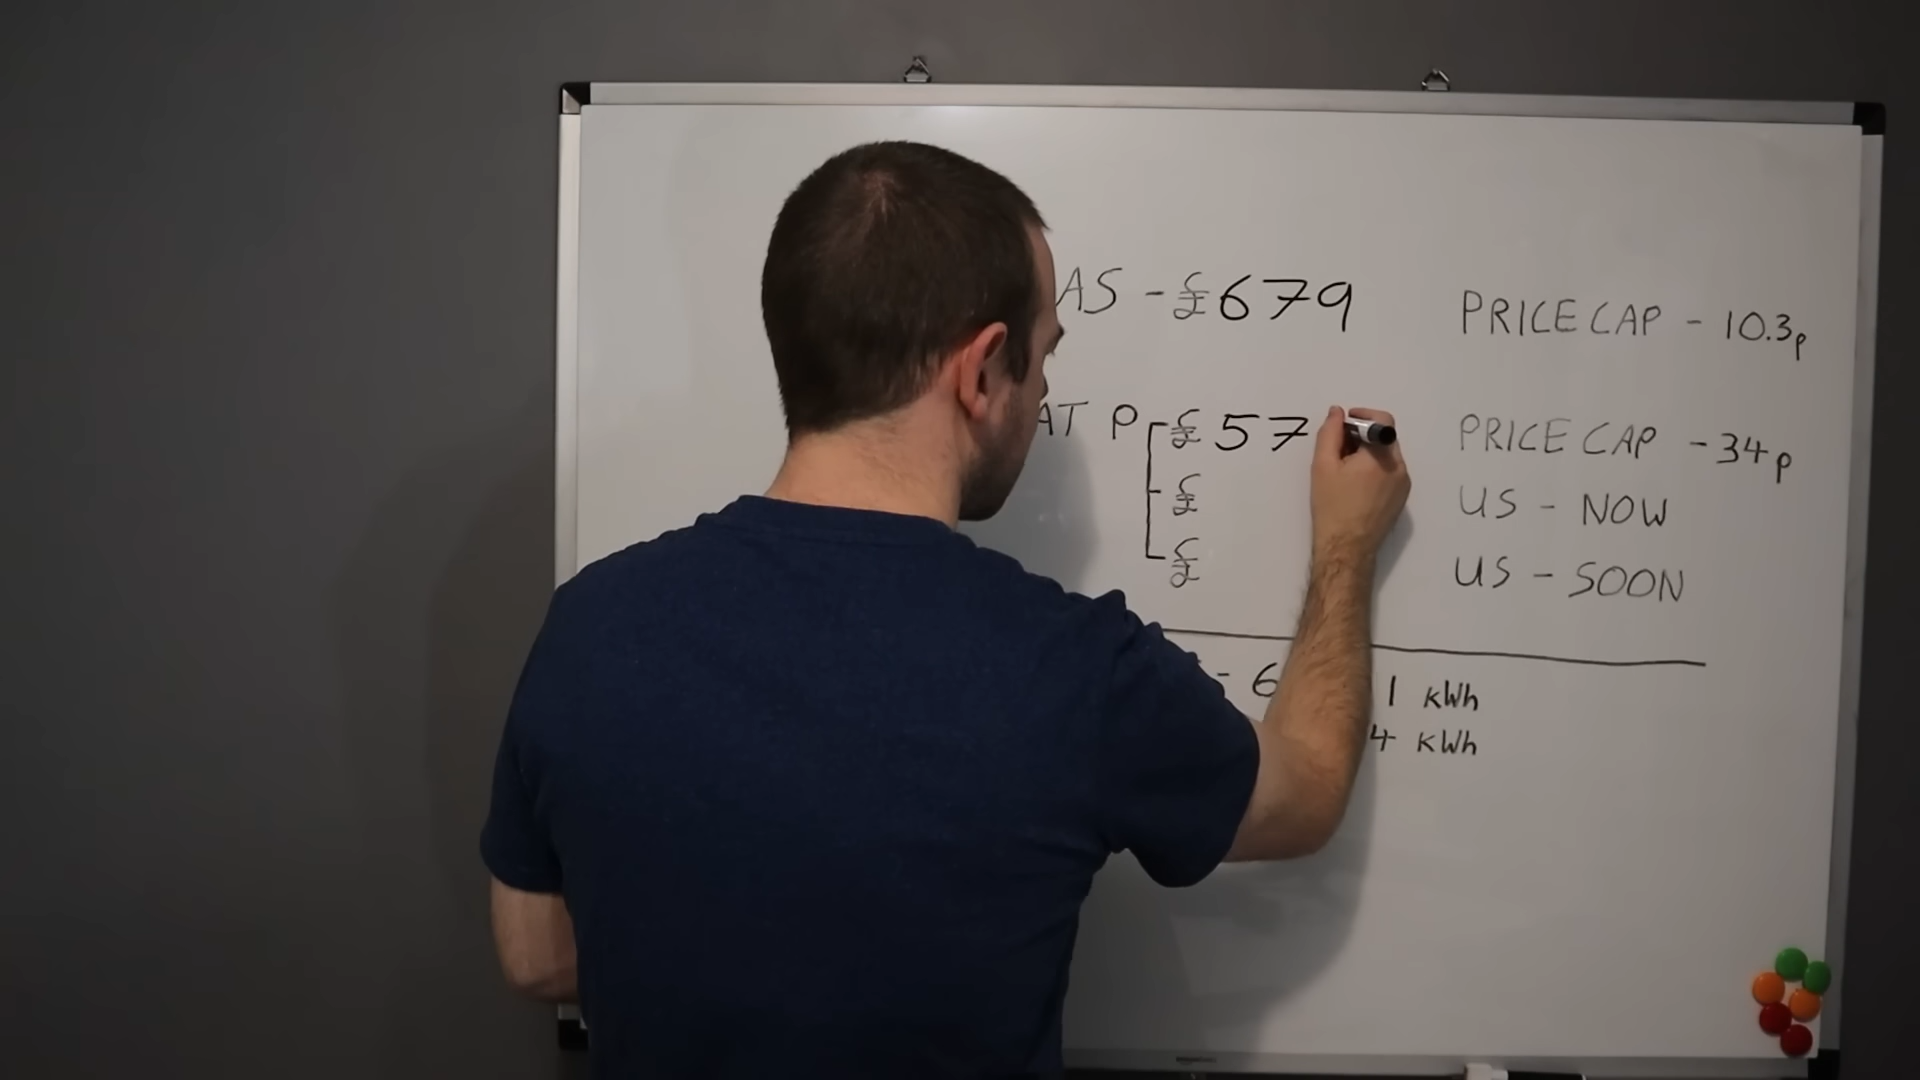 AS - £679 PRICE CAP - 10.3p
AT P £57 PRICE CAP - 34p
£ US - NOW
£ US - SOON
- 6 1 kWh
4 kWh